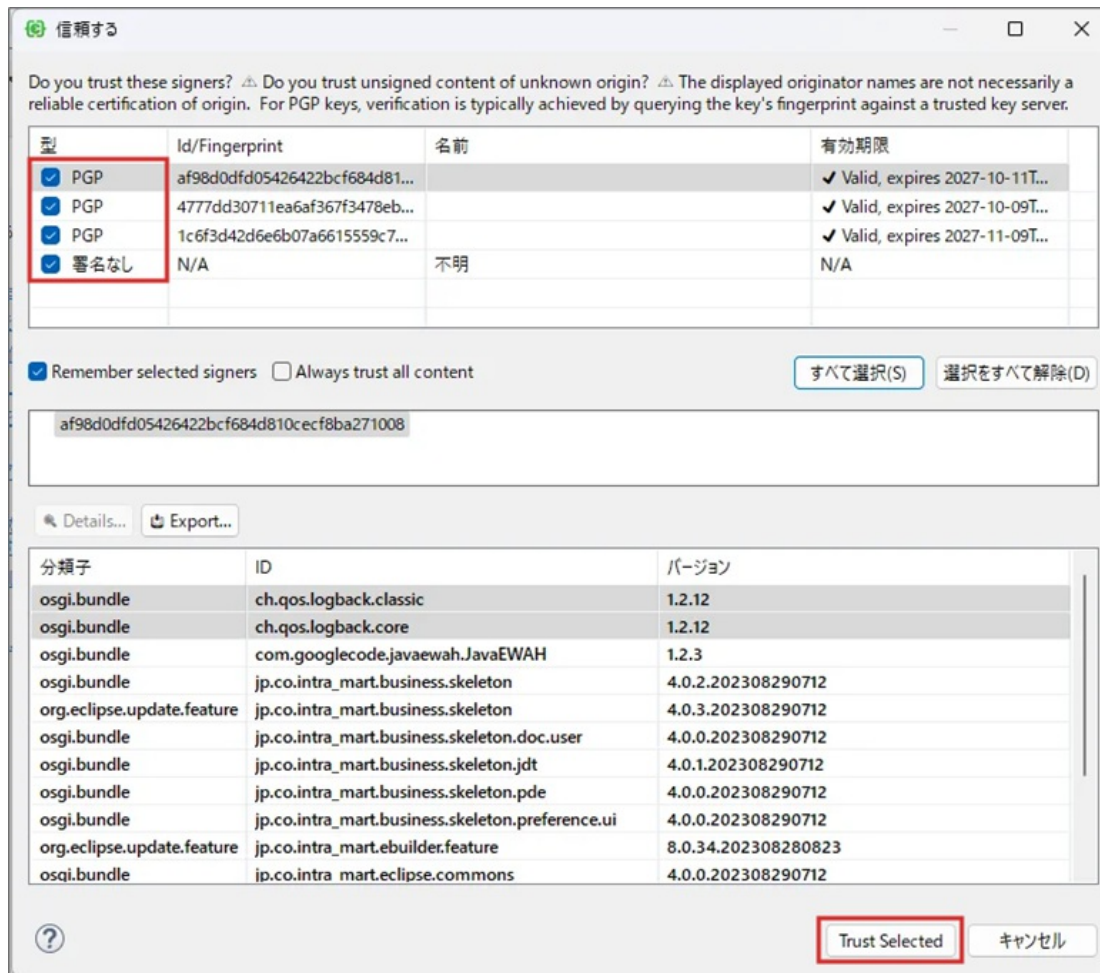 信頼する
Do you trust these signers? ⚠ Do you trust unsigned content of unknown origin? ⚠ The displayed originator names are not necessarily a
reliable certification of origin. For PGP keys, verification is typically achieved by querying the key's fingerprint against a trusted key server.
型 Id/Fingerprint 名前 有効期限
PGP af98d0dfd05426422bcf684d81... ✔ Valid, expires 2027-10-11T...
PGP 4777dd30711ea6af367f3478eb... ✔ Valid, expires 2027-10-09T...
PGP 1c6f3d42d6e6b07a6615559c7... ✔ Valid, expires 2027-11-09T...
署名なし N/A 不明 N/A
Remember selected signers Always trust all content すべて選択(S) 選択をすべて解除(D)
af98d0dfd05426422bcf684d810cecf8ba271008
Details... Export...
分類子 ID バージョン
osgi.bundle ch.qos.logback.classic 1.2.12
osgi.bundle ch.qos.logback.core 1.2.12
osgi.bundle com.googlecode.javaewah.JavaEWAH 1.2.3
osgi.bundle jp.co.intra_mart.business.skeleton 4.0.2.202308290712
org.eclipse.update.feature jp.co.intra_mart.business.skeleton 4.0.3.202308290712
osgi.bundle jp.co.intra_mart.business.skeleton.doc.user 4.0.0.202308290712
osgi.bundle jp.co.intra_mart.business.skeleton.jdt 4.0.1.202308290712
osgi.bundle jp.co.intra_mart.business.skeleton.pde 4.0.0.202308290712
osgi.bundle jp.co.intra_mart.business.skeleton.preference.ui 4.0.0.202308290712
org.eclipse.update.feature jp.co.intra_mart.ebuilder.feature 8.0.34.202308280823
osgi.bundle jp.co.intra_mart.eclipse.commons 4.0.0.202308290712
? Trust Selected キャンセル